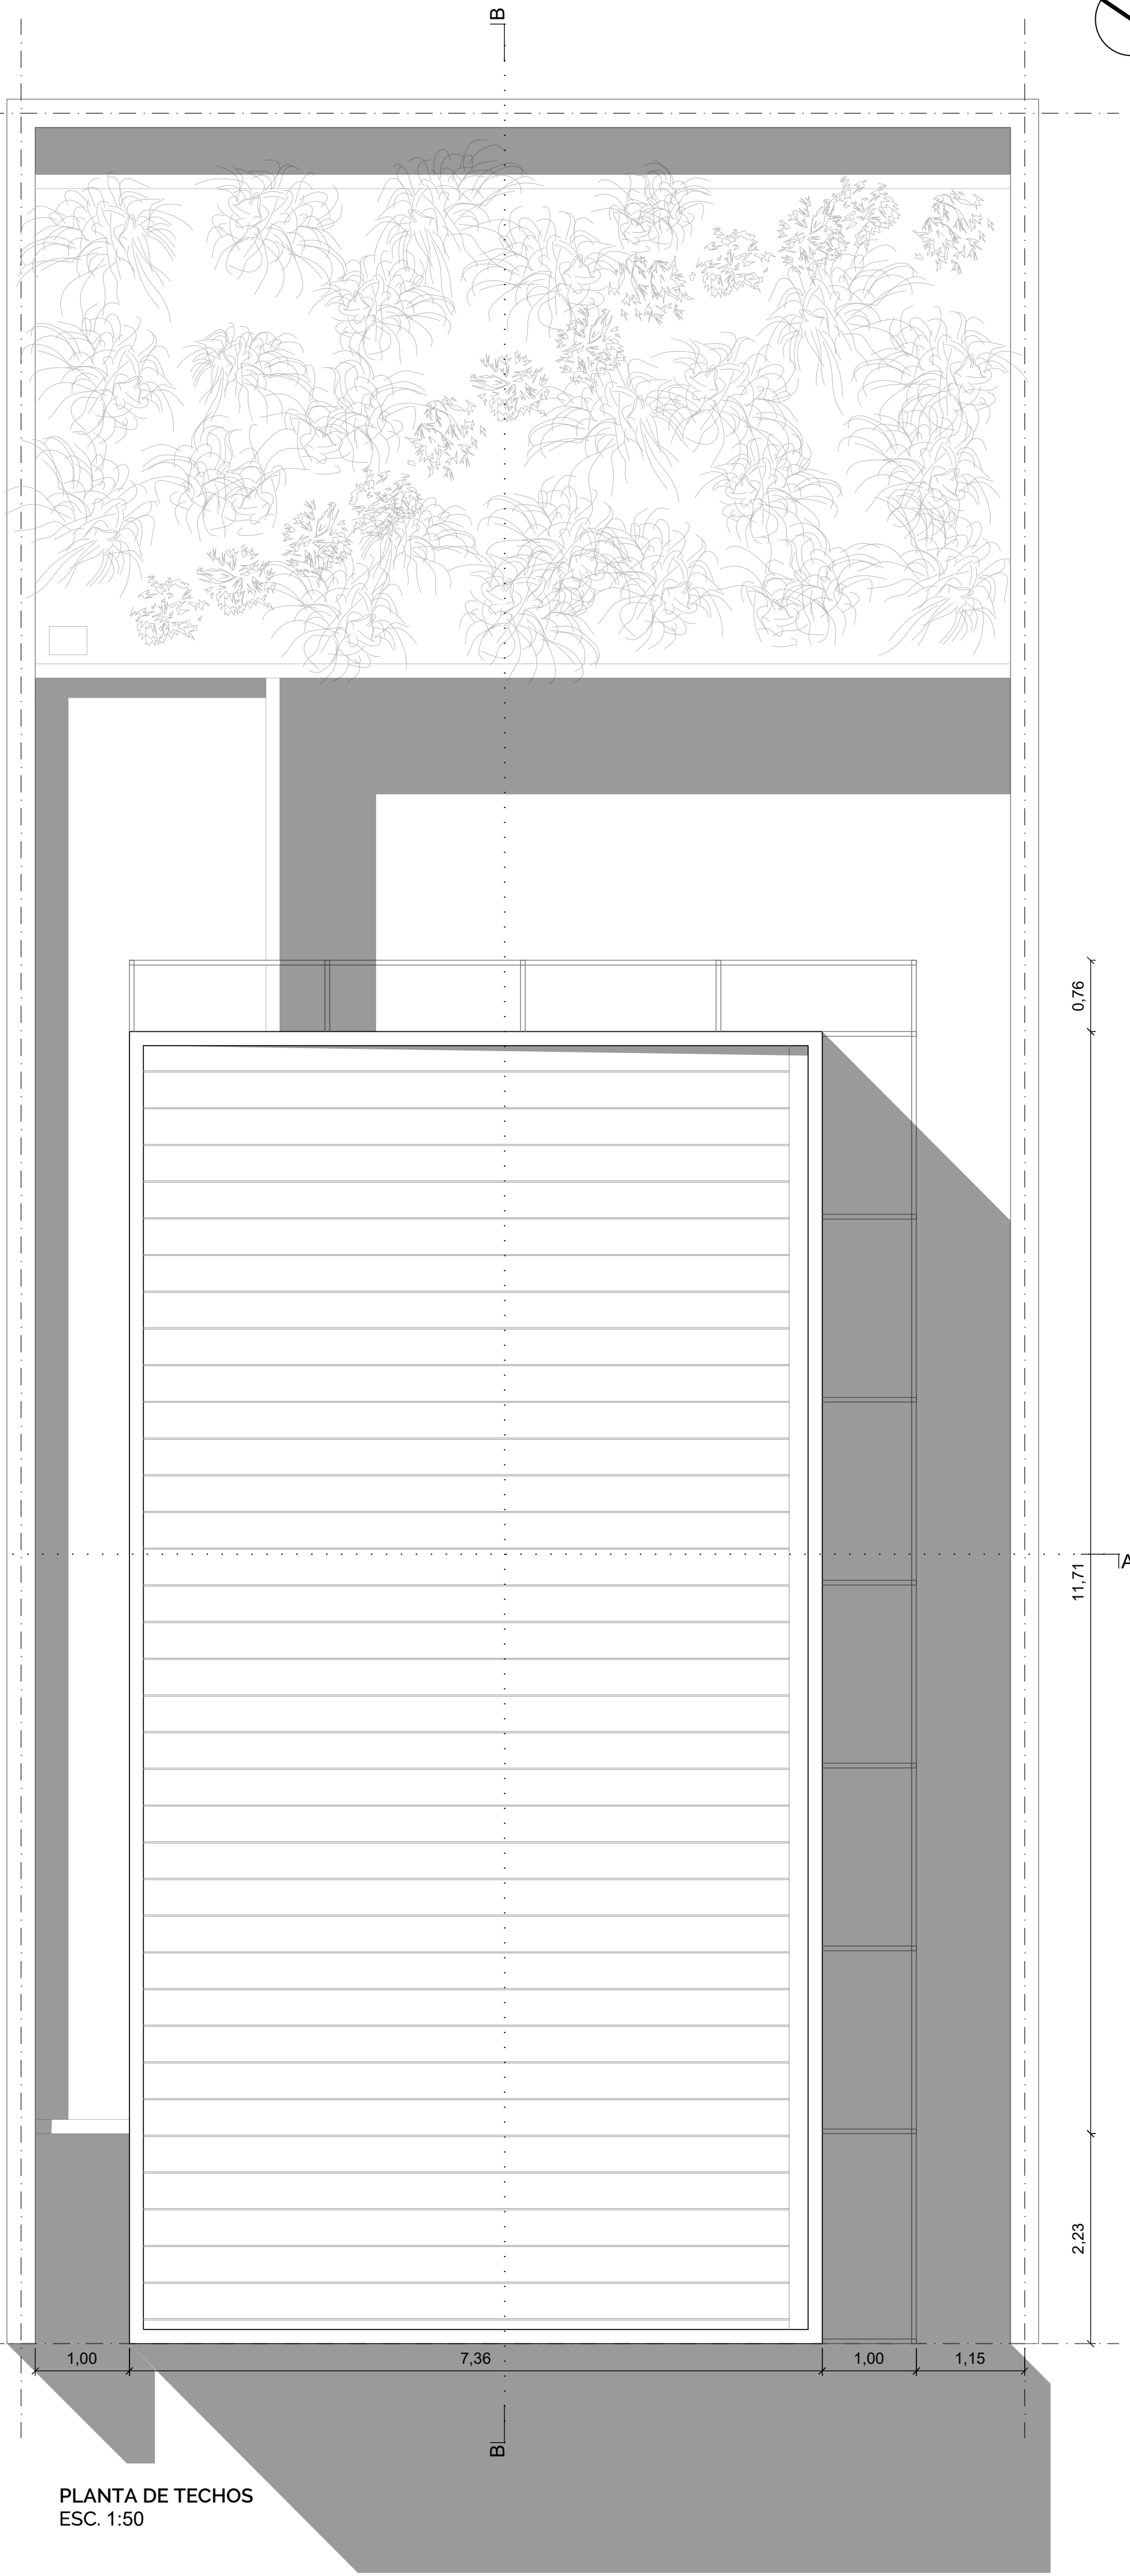 B
0,76
A
11,71
2,23
1,00
7,36
1,00
1,15
B
PLANTA DE TECHOS
ESC. 1:50